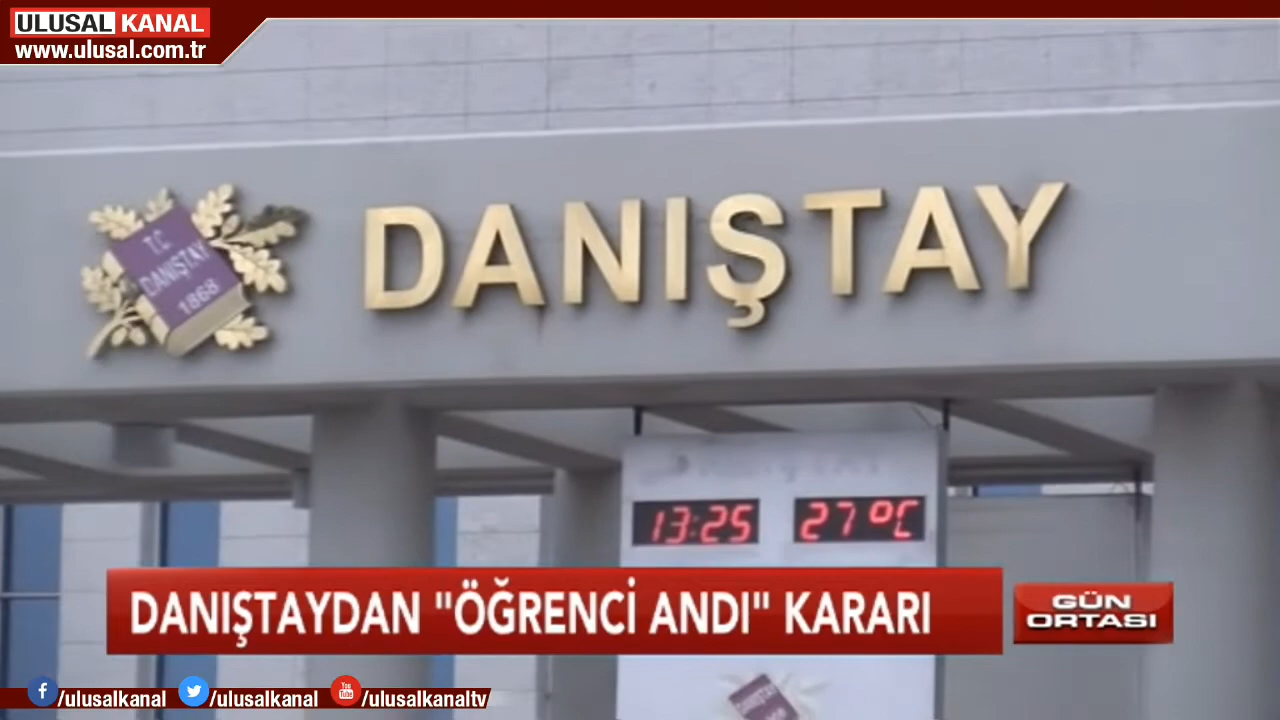 ULUSAL KANAL
www.ulusal.com.tr
T.C.
DANIŞTAY
1868
DANIŞTAY
13:25
27°C
DANIŞTAYDAN "ÖĞRENCİ ANDI" KARARI
GÜN
ORTASI
/ulusalkanal
/ulusalkanal
/ulusalkanaltv
DANIŞTAY